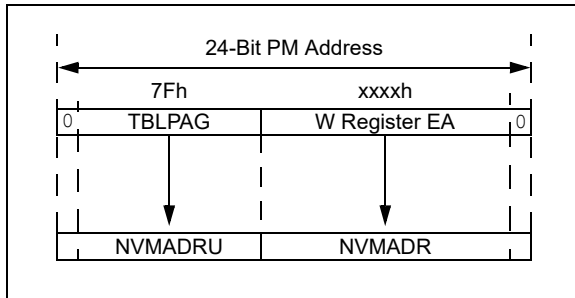 24-Bit PM Address
7Fh xxxxh
0 TBLPAG W Register EA 0
NVMADRU NVMADR